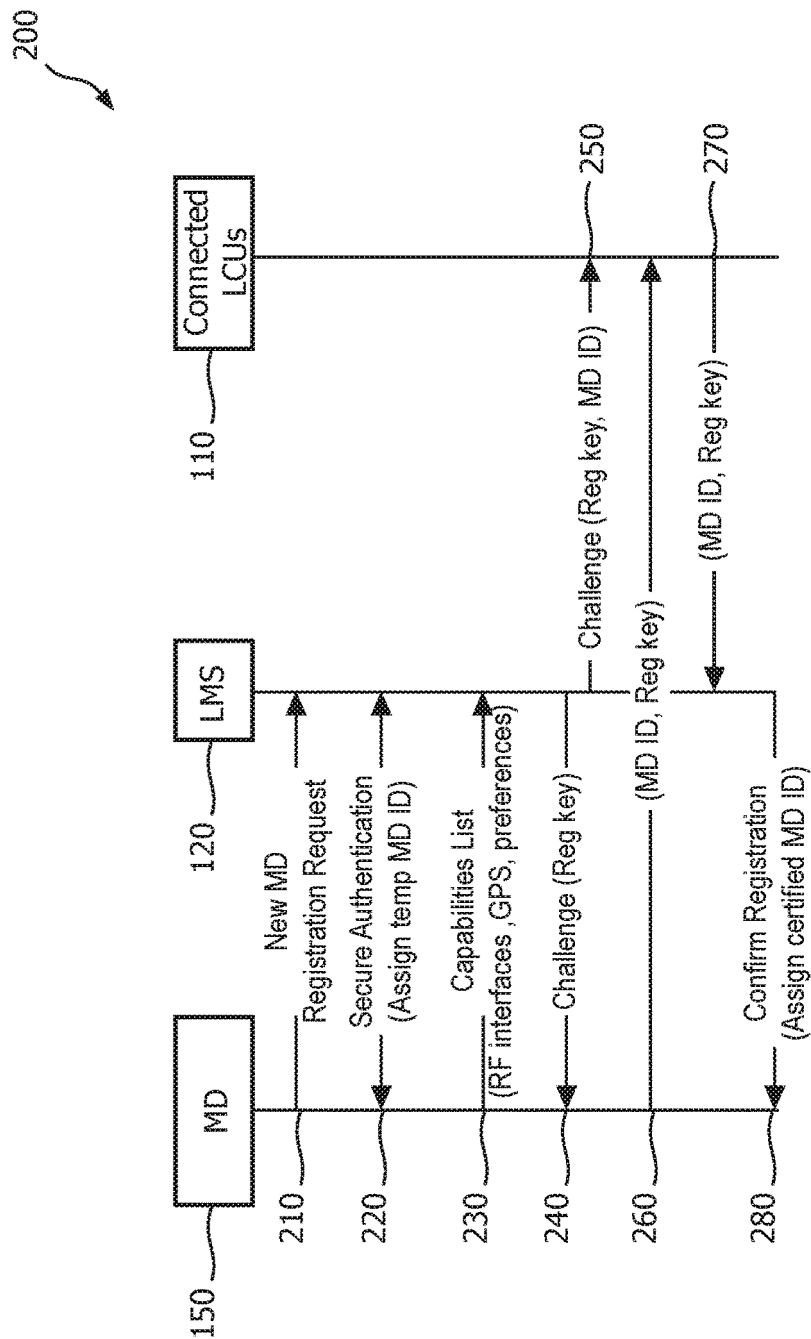 200
150
MD
120
LMS
110
Connected
LCUs
210
New MD
Registration Request
220
Secure Authentication
(Assign temp MD ID)
230
Capabilities List
(RF interfaces ,GPS, preferences)
240
Challenge (Reg key)
Challenge (Reg key, MD ID)
250
260
(MD ID, Reg key)
(MD ID, Reg key)
270
280
Confirm Registration
(Assign certified MD ID)